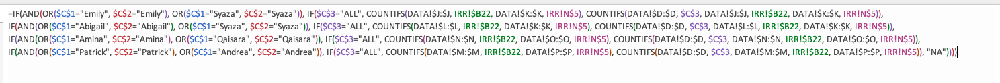 =IF(AND(OR($C$1="Emily", $C$2="Emily"), OR($C$1="Syaza", $C$2="Syaza")), IF($C$3="ALL", COUNTIFS(DATA!$J:$J, IRR!$B22, DATA!$K:$K, IRR!N$5), COUNTIFS(DATA!$D:$D, $C$3, DATA!$J:$J, IRR!$B22, DATA!$K:$K, IRR!N$5)),
IF(AND(OR($C$1="Abigail", $C$2="Abigail"), OR($C$1="Syaza", $C$2="Syaza")), IF($C$3="ALL", COUNTIFS(DATA!$L:$L, IRR!$B22, DATA!$K:$K, IRR!N$5), COUNTIFS(DATA!$D:$D, $C$3, DATA!$L:$L, IRR!$B22, DATA!$K:$K, IRR!N$5)),
IF(AND(OR($C$1="Amina", $C$2="Amina"), OR($C$1="Qaisara", $C$2="Qaisara")), IF($C$3="ALL", COUNTIFS(DATA!$N:$N, IRR!$B22, DATA!$O:$O, IRR!N$5), COUNTIFS(DATA!$D:$D, $C$3, DATA!$N:$N, IRR!$B22, DATA!$O:$O, IRR!N$5)),
IF(AND(OR($C$1="Patrick", $C$2="Patrick"), OR($C$1="Andrea", $C$2="Andrea")), IF($C$3="ALL", COUNTIFS(DATA!$M:$M, IRR!$B22, DATA!$P:$P, IRR!N$5), COUNTIFS(DATA!$D:$D, $C$3, DATA!$M:$M, IRR!$B22, DATA!$P:$P, IRR!N$5)), "NA"))))